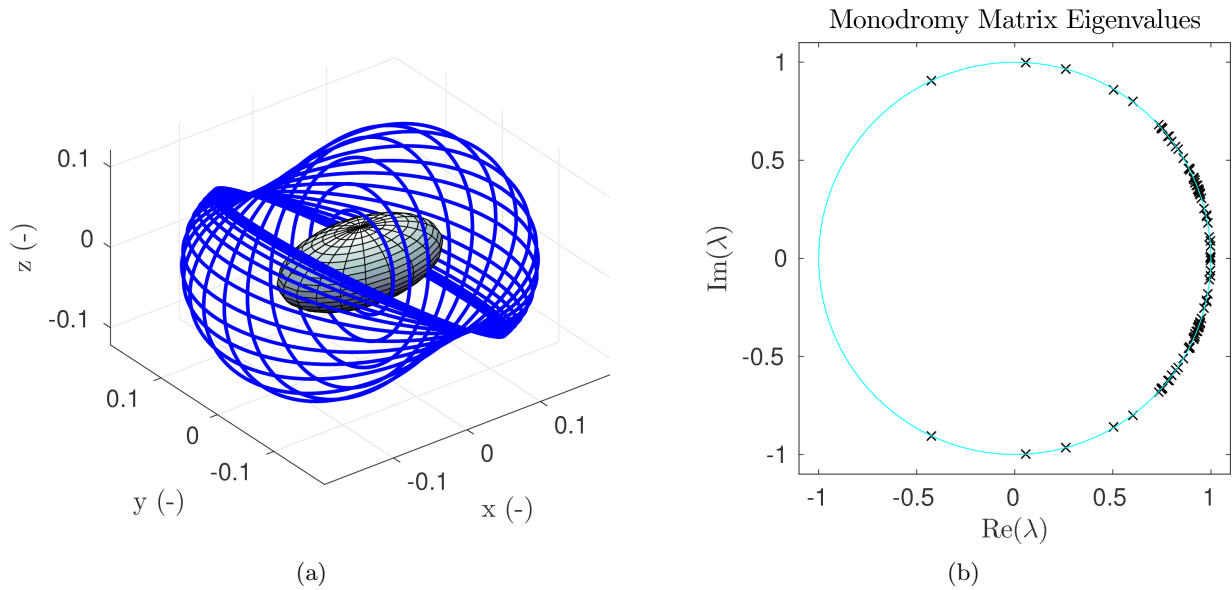 0.1
0
-0.1
z (-)
0.1
0
-0.1
y (-)
-0.1
0
0.1
x (-)
(a)
Monodromy Matrix Eigenvalues
1
0.5
0
-0.5
-1
Im(λ)
-1 -0.5 0 0.5 1
Re(λ)
(b)